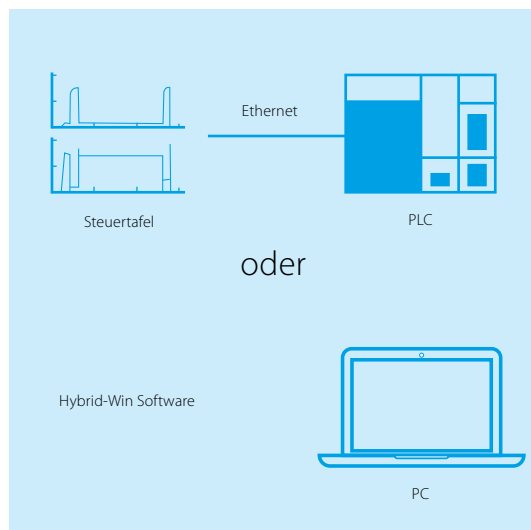 Ethernet
Steuertafel
PLC
oder
Hybrid-Win Software
PC